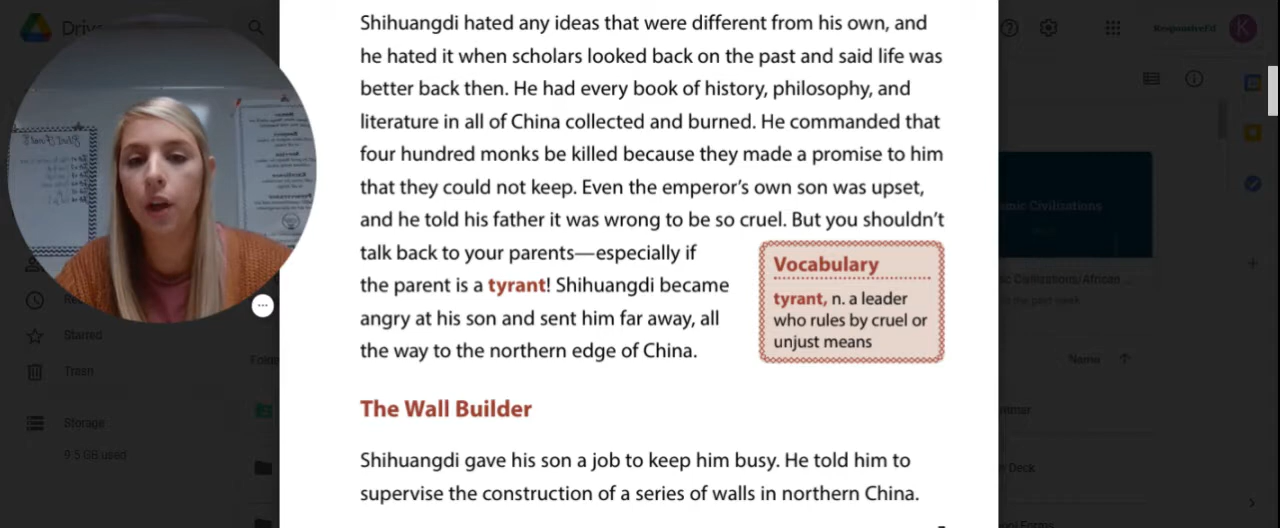 Shihuangdi hated any ideas that were different from his own, and
he hated it when scholars looked back on the past and said life was
better back then. He had every book of history, philosophy, and
literature in all of China collected and burned. He commanded that
four hundred monks be killed because they made a promise to him
that they could not keep. Even the emperor's own son was upset,
and he told his father it was wrong to be so cruel. But you shouldn't
talk back to your parents—especially if
the parent is a tyrant! Shihuangdi became
angry at his son and sent him far away, all
the way to the northern edge of China.
Vocabulary
tyrant, n. a leader
who rules by cruel or
unjust means
The Wall Builder
Shihuangdi gave his son a job to keep him busy. He told him to
supervise the construction of a series of walls in northern China.
Driv
Starred
Trash
Storage
9.5 GB used
Folde
K
Name
Deck